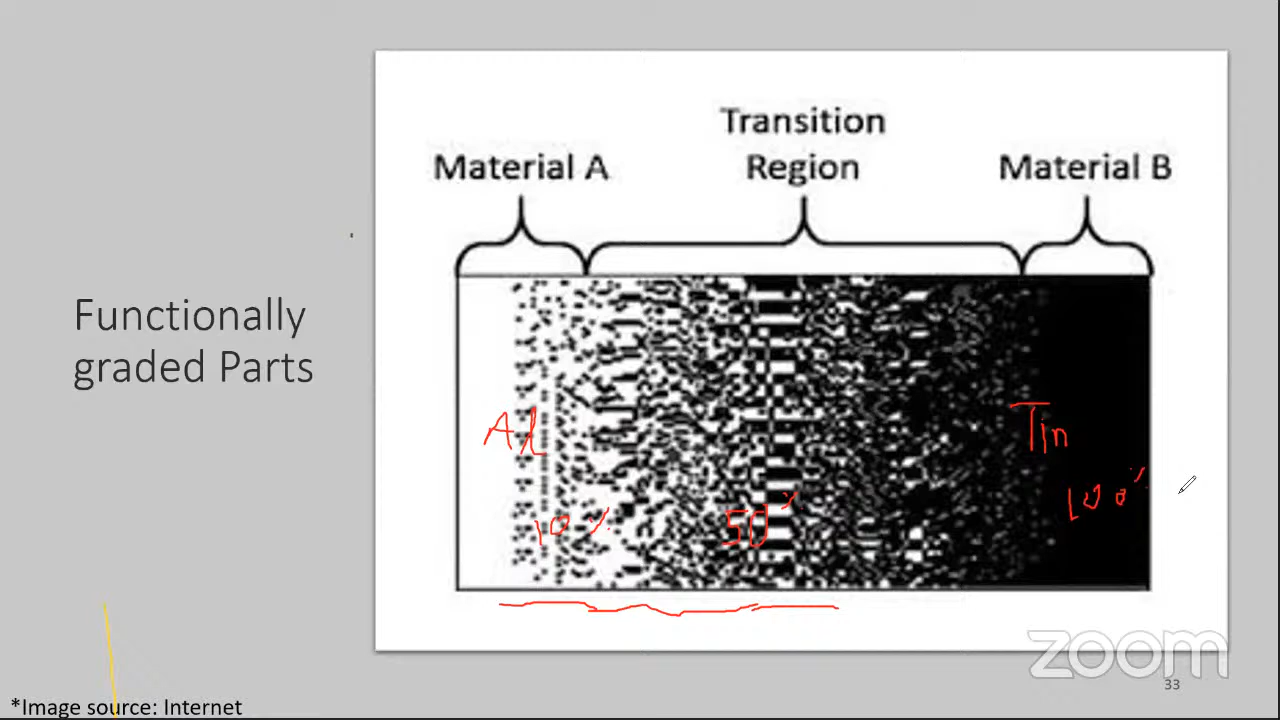 Functionally
graded Parts
Transition
Region
Material A
Material B
Al
Tin
10 %
50 %
100 %
zoom
33
*Image source: Internet